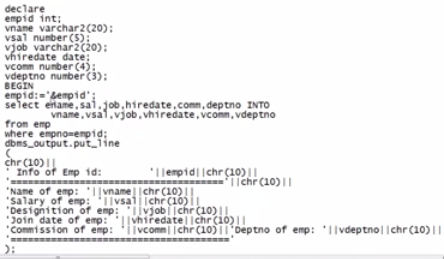 declare
empid int;
vname varchar2(20);
vsal number(5);
vjob varchar2(20);
vhiredate date;
vcomm number(4);
vdeptno number(3);
BEGIN
empid:='&empid';
select ename,sal,job,hiredate,comm,deptno INTO
vname,vsal,vjob,vhiredate,vcomm,vdeptno
from emp
where empno=empid;
dbms_output.put_line
(
chr(10)||
' Info of Emp id:        '||empid||chr(10)||
'====================================='||chr(10)||
'Name of emp: '||vname||chr(10)||
'Salary of emp: '||vsal||chr(10)||
'Designition of emp: '||vjob||chr(10)||
'Join date of emp: '||vhiredate||chr(10)||
'Commission of emp: '||vcomm||chr(10)||'Deptno of emp: '||vdeptno||chr(10)||
'======================================'
);